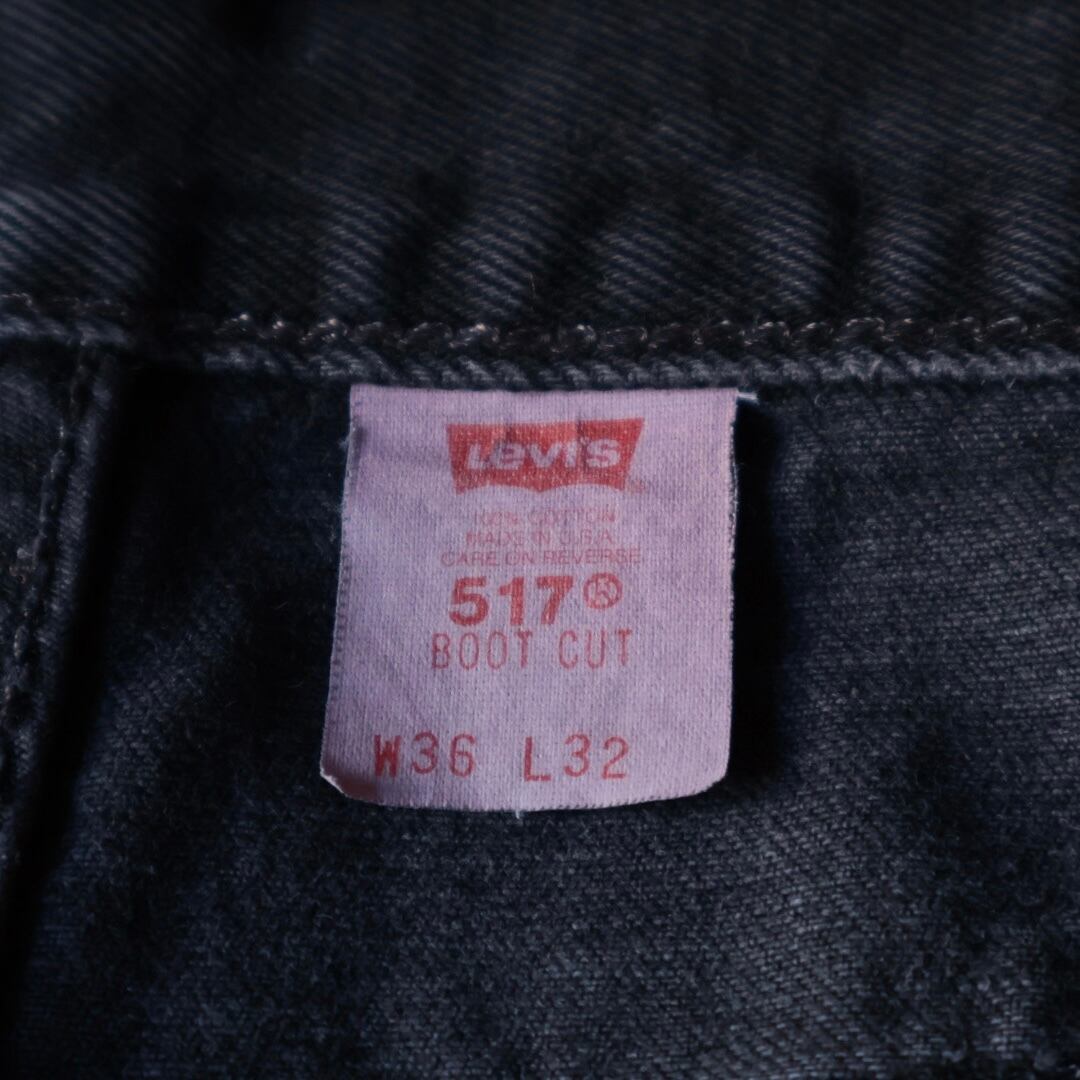 Levi's
100% COTTON
MADE IN U.S.A.
CARE ON REVERSE
517®
BOOT CUT
W36 L32